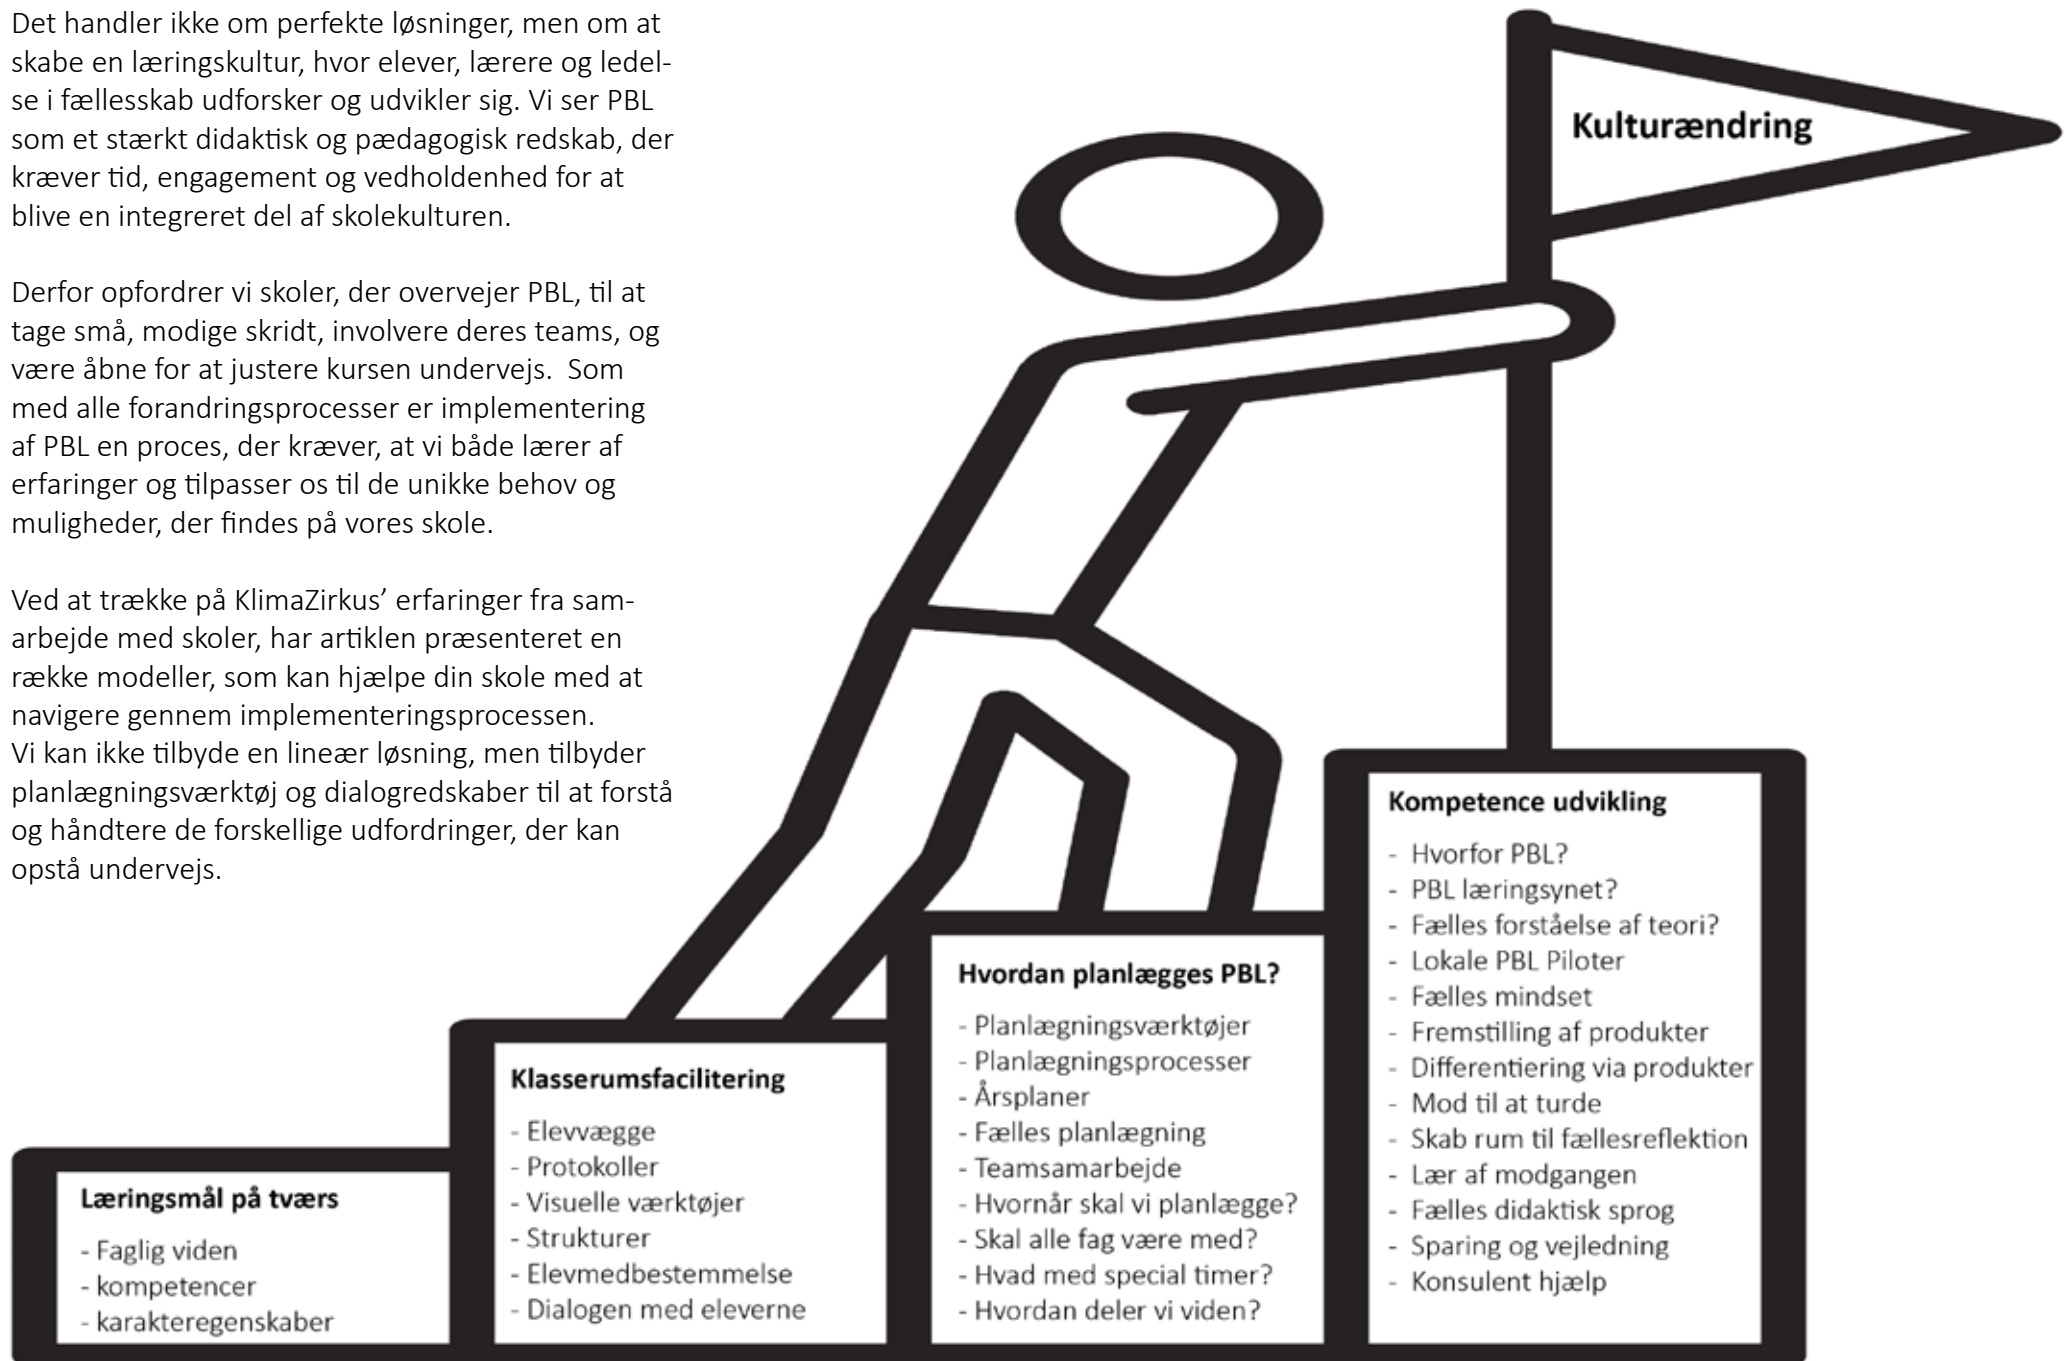 Det handler ikke om perfekte løsninger, men om at
skabe en læringskultur, hvor elever, lærere og ledel-
se i fællesskab udforsker og udvikler sig. Vi ser PBL
som et stærkt didaktisk og pædagogisk redskab, der
kræver tid, engagement og vedholdenhed for at
blive en integreret del af skolekulturen.
Derfor opfordrer vi skoler, der overvejer PBL, til at
tage små, modige skridt, involvere deres teams, og
være åbne for at justere kursen undervejs.  Som
med alle forandringsprocesser er implementering
af PBL en proces, der kræver, at vi både lærer af
erfaringer og tilpasser os til de unikke behov og
muligheder, der findes på vores skole.
Ved at trække på KlimaZirkus’ erfaringer fra sam-
arbejde med skoler, har artiklen præsenteret en
række modeller, som kan hjælpe din skole med at
navigere gennem implementeringsprocessen.
Vi kan ikke tilbyde en lineær løsning, men tilbyder
planlægningsværktøj og dialogredskaber til at forstå
og håndtere de forskellige udfordringer, der kan
opstå undervejs.
Kulturændring
Læringsmål på tværs
- Faglig viden
- kompetencer
- karakteregenskaber
Klasserumsfacilitering
- Elevvægge
- Protokoller
- Visuelle værktøjer
- Strukturer
- Elevmedbestemmelse
- Dialogen med eleverne
Hvordan planlægges PBL?
- Planlægningsværktøjer
- Planlægningsprocesser
- Årsplaner
- Fælles planlægning
- Teamsamarbejde
- Hvornår skal vi planlægge?
- Skal alle fag være med?
- Hvad med special timer?
- Hvordan deler vi viden?
Kompetence udvikling
- Hvorfor PBL?
- PBL læringsynet?
- Fælles forståelse af teori?
- Lokale PBL Piloter
- Fælles mindset
- Fremstilling af produkter
- Differentiering via produkter
- Mod til at turde
- Skab rum til fællesreflektion
- Lær af modgangen
- Fælles didaktisk sprog
- Sparing og vejledning
- Konsulent hjælp